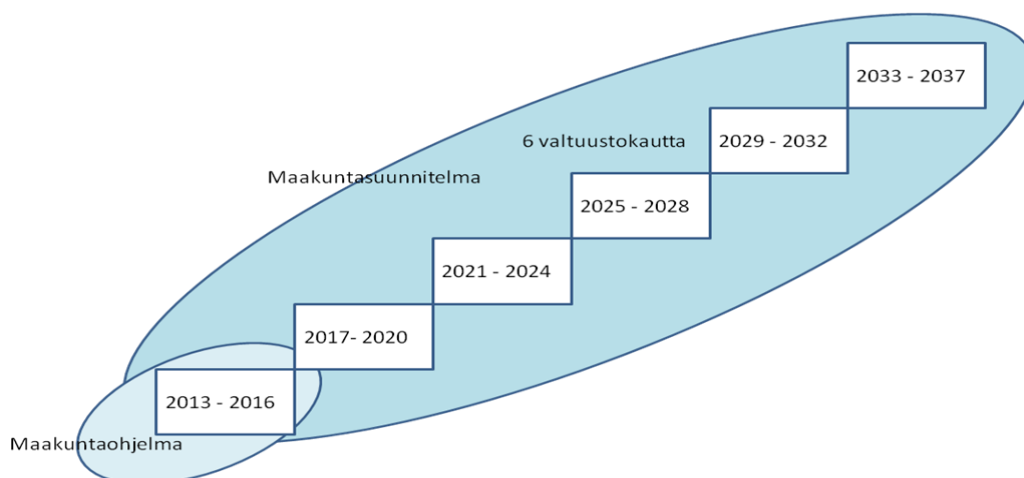 2033 - 2037
6 valtuustokautta
2029 - 2032
Maakuntasuunnitelma
2025 - 2028
2021 - 2024
2017- 2020
2013 - 2016
Maakuntaohjelma